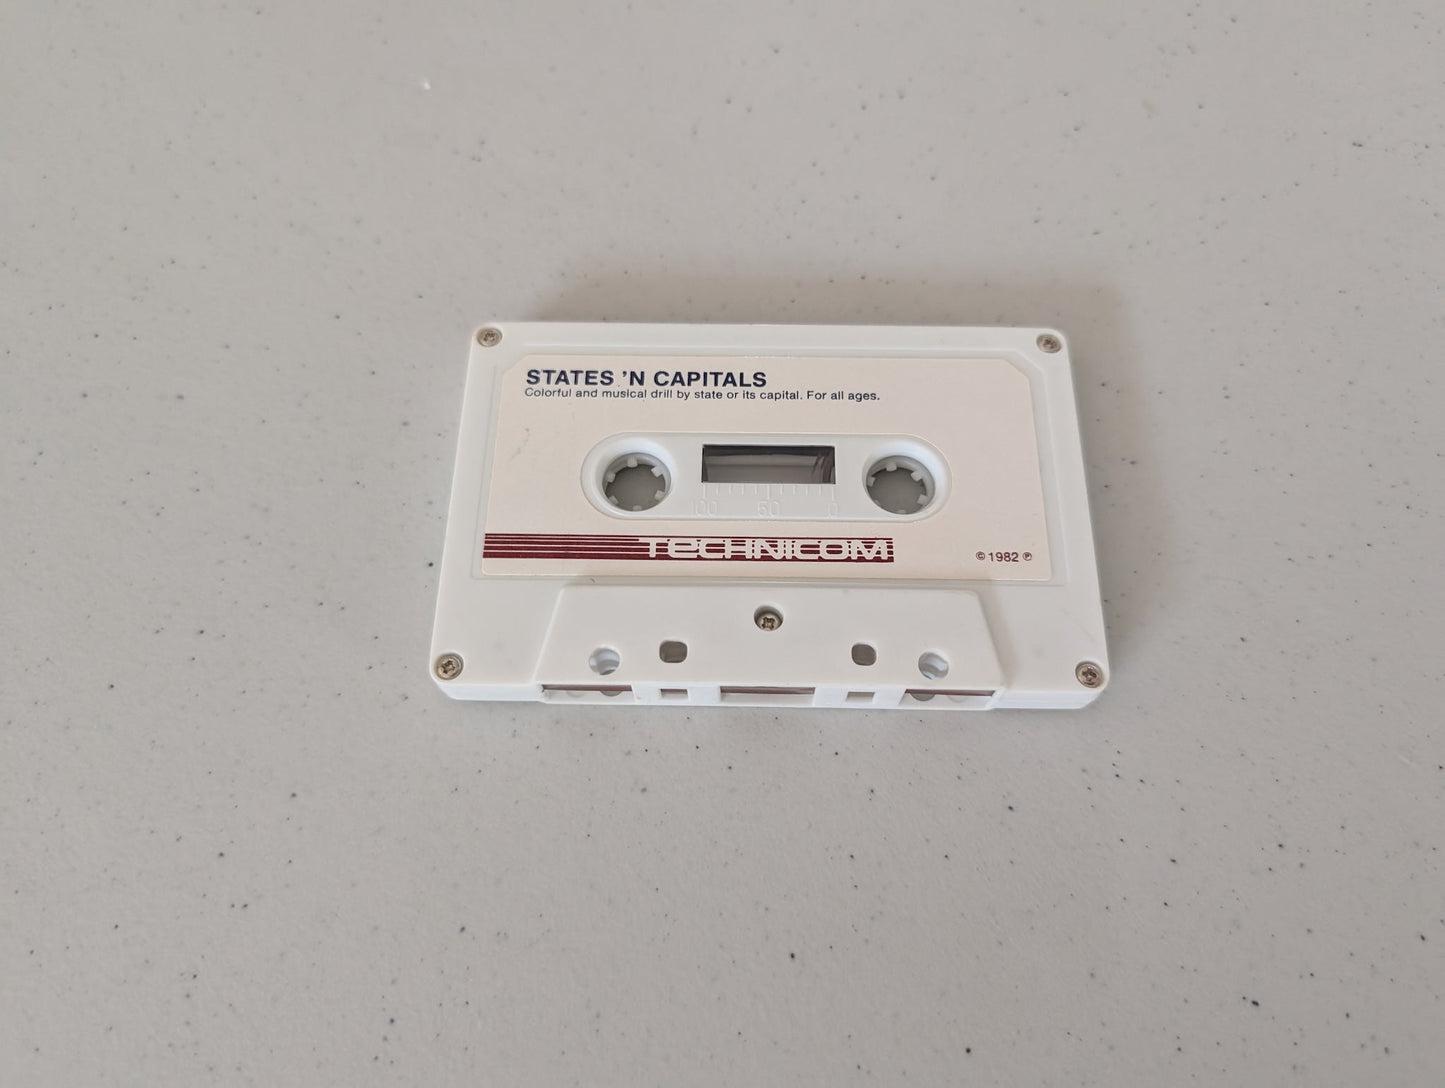 STATES 'N CAPITALS
Colorful and musical drill by state or its capital. For all ages.
100 50 0
TECHNICOM
© 1982 ℗